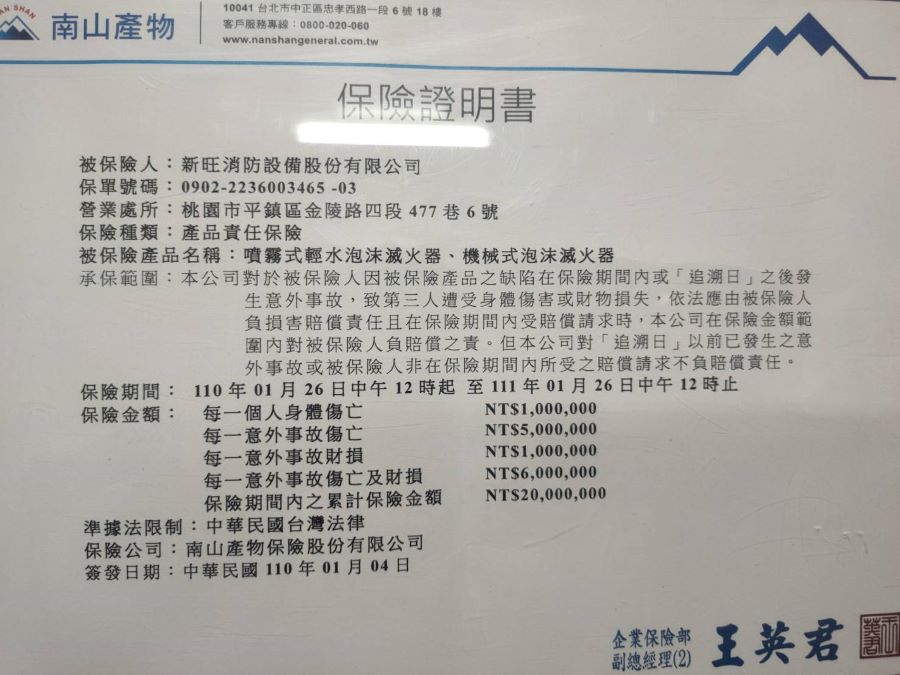 AN SHAN
南山產物
10041 台北市中正區忠孝西路一段 6 號 18 樓
客戶服務專線：0800-020-060
www.nanshangeneral.com.tw
保險證明書
被保險人：新旺消防設備股份有限公司
保單號碼：0902-2236003465 -03
營業處所：桃園市平鎮區金陵路四段 477 巷 6 號
保險種類：產品責任保險
被保險產品名稱：噴霧式輕水泡沫滅火器、機械式泡沫滅火器
承保範圍：本公司對於被保險人因被保險產品之缺陷在保險期間內或「追溯日」之後發
生意外事故，致第三人遭受身體傷害或財物損失，依法應由被保險人
負損害賠償責任且在保險期間內受賠償請求時，本公司在保險金額範
圍內對被保險人負賠償之責。但本公司對「追溯日」以前已發生之意
外事故或被保險人非在保險期間內所受之賠償請求不負賠償責任。
保險期間： 110 年 01 月 26 日中午 12 時起 至 111 年 01 月 26 日中午 12 時止
保險金額： 每一個人身體傷亡 NT$1,000,000
每一意外事故傷亡 NT$5,000,000
每一意外事故財損 NT$1,000,000
每一意外事故傷亡及財損 NT$6,000,000
保險期間內之累計保險金額 NT$20,000,000
準據法限制：中華民國台灣法律
保險公司：南山產物保險股份有限公司
簽發日期：中華民國 110 年 01 月 04 日
企業保險部
副總經理(2) 王英君